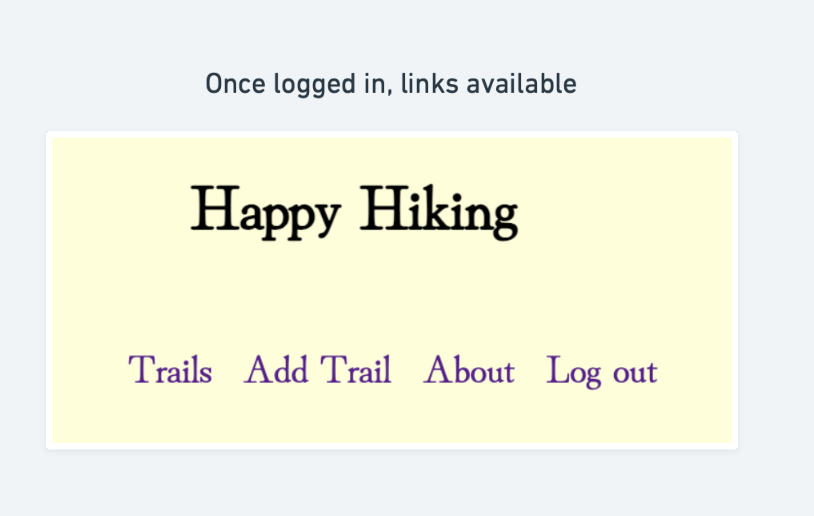 Once logged in, links available
Happy Hiking
Trails Add Trail About Log out